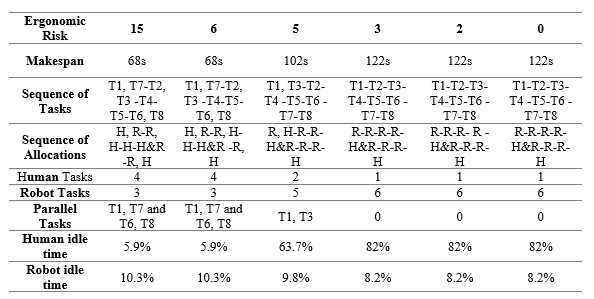 Ergonomic Risk 15 6 5 3 2 0
Makespan 68s 68s 102s 122s 122s 122s
Sequence of Tasks T1, T7-T2, T3 -T4- T5-T6, T8 T1, T7-T2, T3 -T4-T5- T6, T8 T1, T3-T2- T4 -T5-T6 - T7-T8 T1-T2-T3- T4-T5-T6 - T7-T8 T1-T2-T3- T4-T5-T6 - T7-T8 T1-T2-T3- T4 -T5-T6 - T7-T8
Sequence of Allocations H, R-R, H-H-H&R -R, H H, R-R, H- H-H&R -R, H R, H-R-R- H&R-R-R- H R-R-R-R- H&R-R-R- H R-R-R- R - H&R-R-R- H R-R-R-R- H&R-R-R- H
Human Tasks 4 4 2 1 1 1
Robot Tasks 3 3 5 6 6 6
Parallel Tasks T1, T7 and T6, T8 T1, T7 and T6, T8 T1, T3 0 0 0
Human idle time 5.9% 5.9% 63.7% 82% 82% 82%
Robot idle time 10.3% 10.3% 9.8% 8.2% 8.2% 8.2%